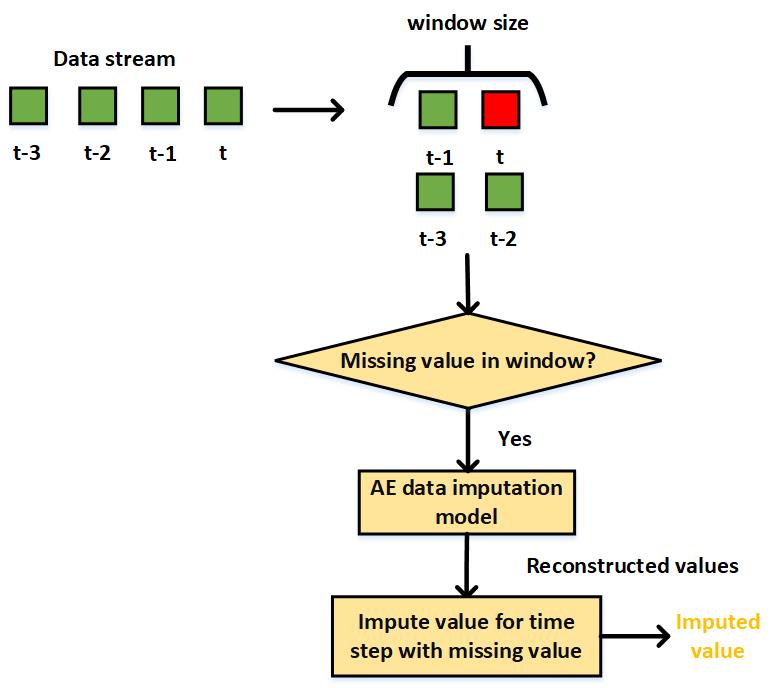 window size
Data stream
t-3 t-2 t-1 t
t-1 t
t-3 t-2
Missing value in window?
Yes
AE data imputation
model
Reconstructed values
Impute value for time
step with missing value
Imputed
value